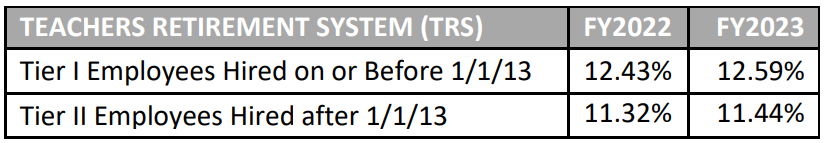 TEACHERS RETIREMENT SYSTEM (TRS) FY2022 FY2023
Tier I Employees Hired on or Before 1/1/13 12.43% 12.59%
Tier II Employees Hired after 1/1/13 11.32% 11.44%